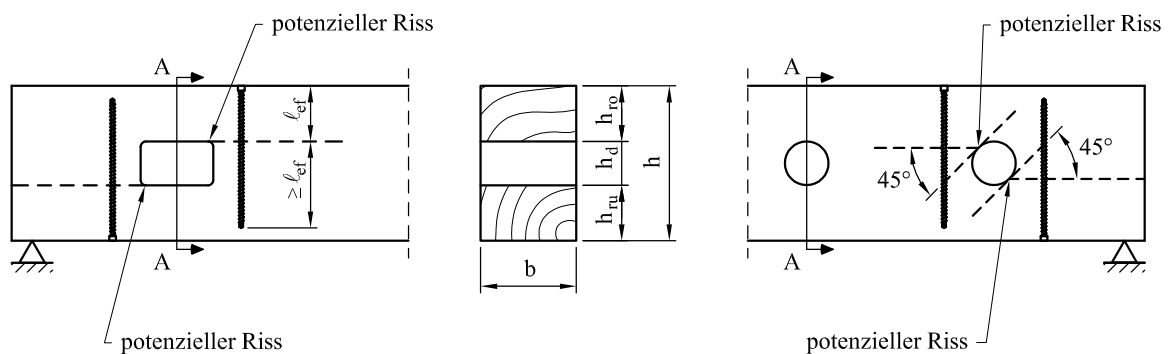 potenzieller Riss
A
A
ℓef
≥ ℓef
potenzieller Riss
hro
hd
hru
h
b
potenzieller Riss
A
A
45°
45°
potenzieller Riss